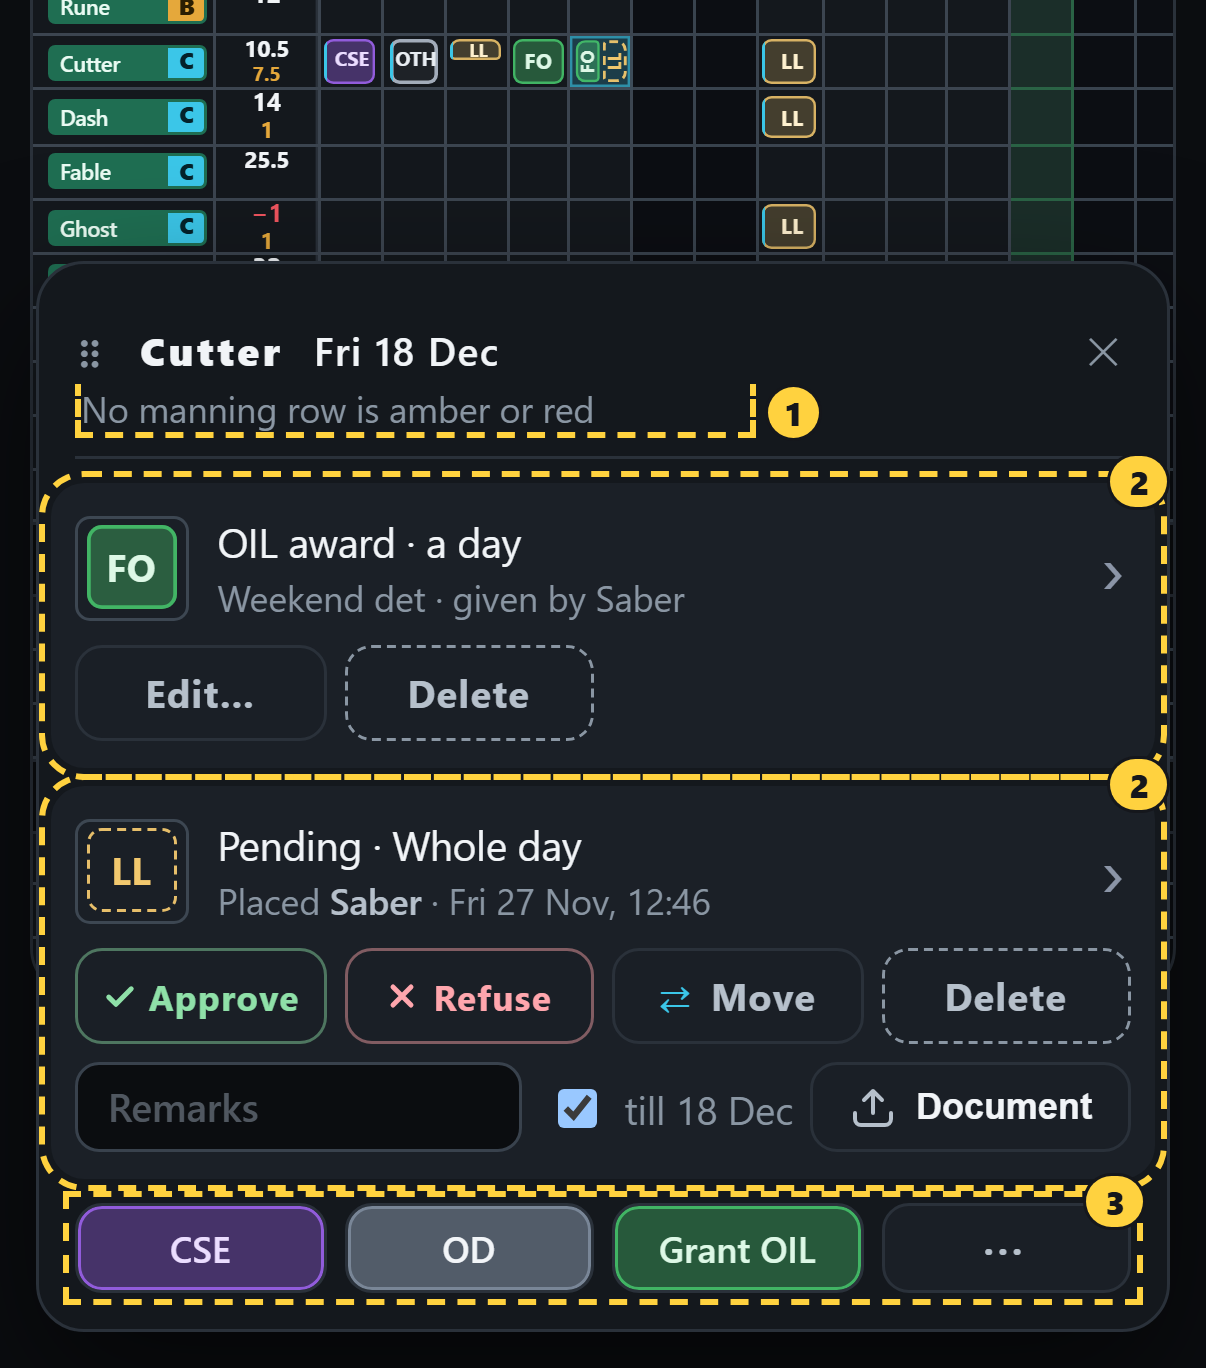 Rune B 12
Cutter C 10.5 CSE OTH LL FO FO LL LL
7.5
Dash C 14 LL
1
Fable C 25.5
Ghost C −1 LL
1
Cutter Fri 18 Dec
No manning row is amber or red 1
2
FO OIL award · a day
Weekend det · given by Saber
Edit... Delete
2
LL Pending · Whole day
Placed Saber · Fri 27 Nov, 12:46
Approve Refuse Move Delete
Remarks till 18 Dec Document
3
CSE OD Grant OIL ...